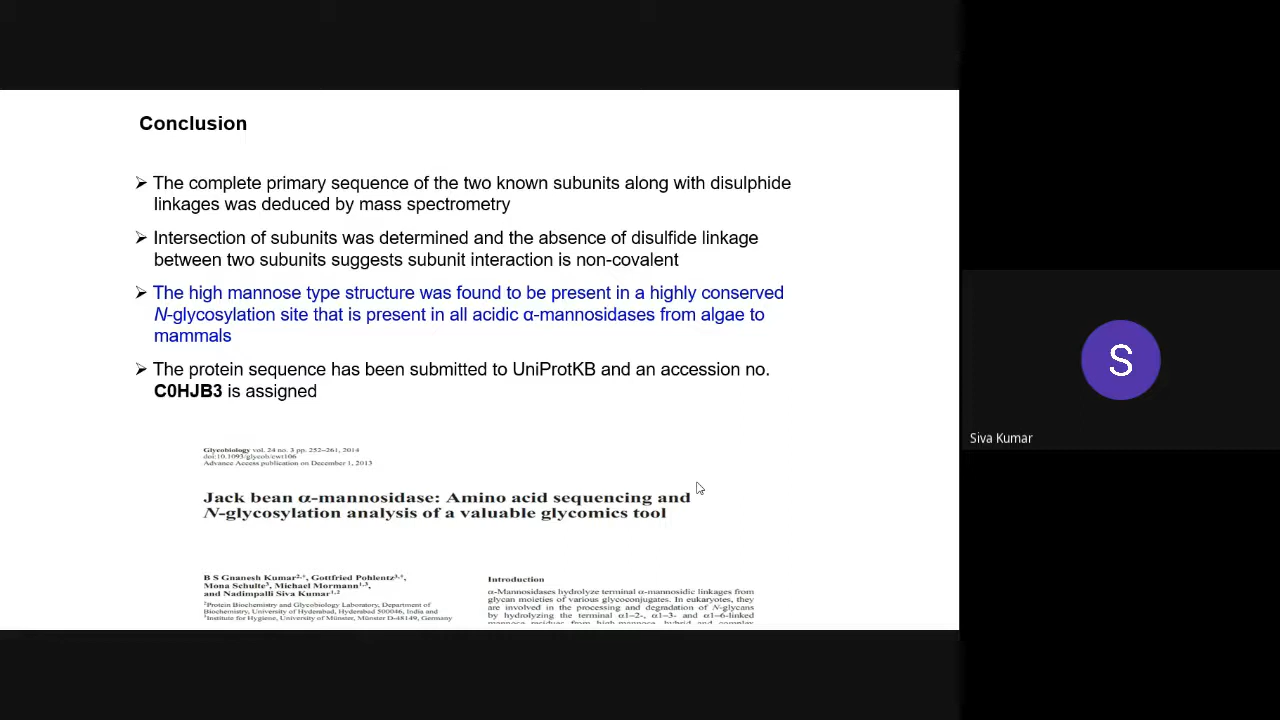 Conclusion
➢ The complete primary sequence of the two known subunits along with disulphide
linkages was deduced by mass spectrometry
➢ Intersection of subunits was determined and the absence of disulfide linkage
between two subunits suggests subunit interaction is non-covalent
➢ The high mannose type structure was found to be present in a highly conserved
N-glycosylation site that is present in all acidic α-mannosidases from algae to
mammals
➢ The protein sequence has been submitted to UniProtKB and an accession no.
C0HJB3 is assigned
Glycobiology vol. 24 no. 3 pp. 252–261, 2014
doi:10.1093/glycob/cwt106
Advance Access publication on December 1, 2013
Jack bean α-mannosidase: Amino acid sequencing and
N-glycosylation analysis of a valuable glycomics tool
B S Gnanesh Kumar2,†, Gottfried Pohlentz3,†,
Mona Schulte3, Michael Mormann1,3,
and Nadimpalli Siva Kumar1,2
2Protein Biochemistry and Glycobiology Laboratory, Department of
Biochemistry, University of Hyderabad, Hyderabad 500046, India and
3Institute for Hygiene, University of Münster, Münster D-48149, Germany
Introduction
α-Mannosidases hydrolyze terminal α-mannosidic linkages from
glycan moieties of various glycoconjugates. In eukaryotes, they
are involved in the processing and degradation of N-glycans
by hydrolyzing the terminal α1–2-, α1–3- and α1–6-linked
mannose residues from high-mannose, hybrid and complex
S
Siva Kumar